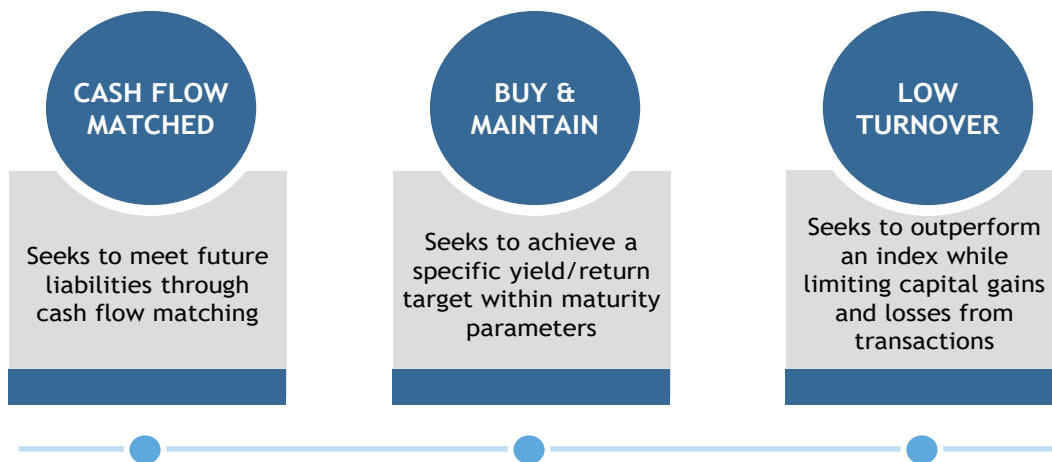 CASH FLOW
MATCHED
Seeks to meet future
liabilities through
cash flow matching
BUY &
MAINTAIN
Seeks to achieve a
specific yield/return
target within maturity
parameters
LOW
TURNOVER
Seeks to outperform
an index while
limiting capital gains
and losses from
transactions